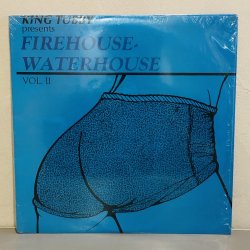 KING TUBBY
presents
FIREHOUSE-
WATERHOUSE
VOL. II